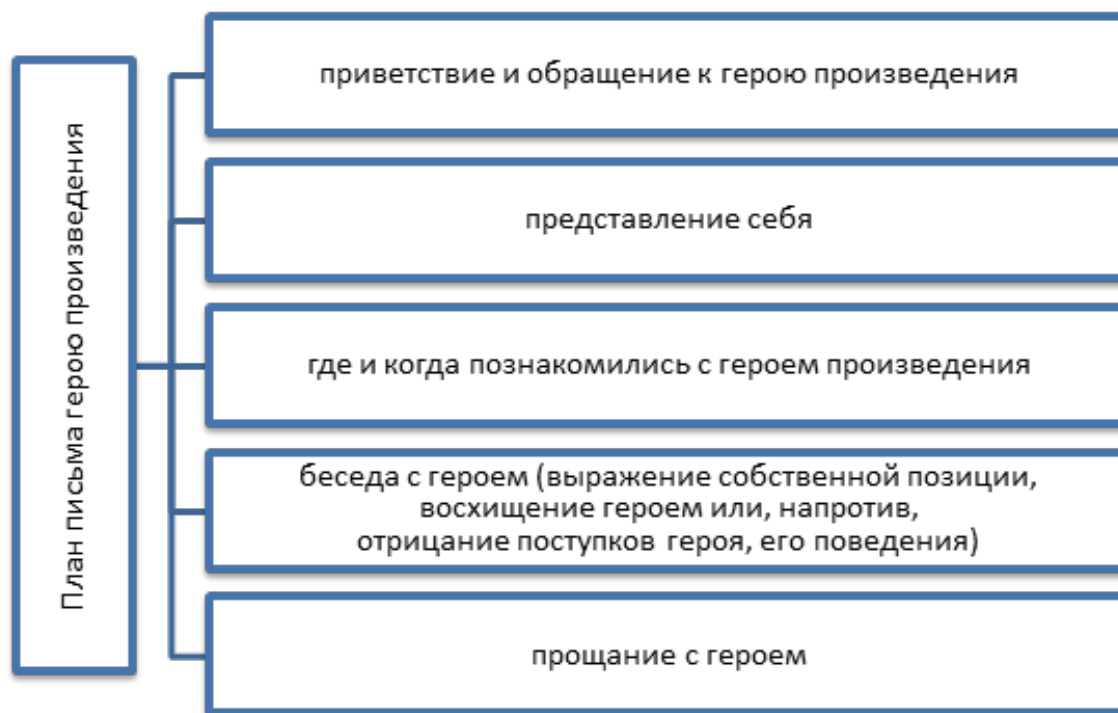 План письма герою произведения
приветствие и обращение к герою произведения
представление себя
где и когда познакомились с героем произведения
беседа с героем (выражение собственной позиции,
восхищение героем или, напротив,
отрицание поступков героя, его поведения)
прощание с героем